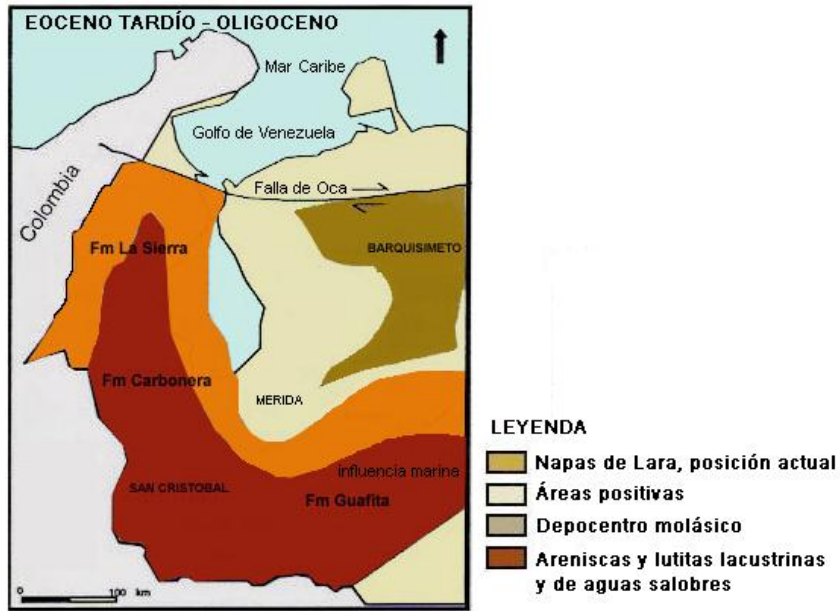 EOCENO TARDÍO - OLIGOCENO
Mar Caribe
Golfo de Venezuela
Colombia
Falla de Oca
Fm La Sierra
BARQUISIMETO
Fm Carbonera
MERIDA
influencia marina
SAN CRISTOBAL
Fm Guafita
0 100 km
LEYENDA
Napas de Lara, posición actual
Áreas positivas
Depocentro molásico
Areniscas y lutitas lacustrinas
y de aguas salobres